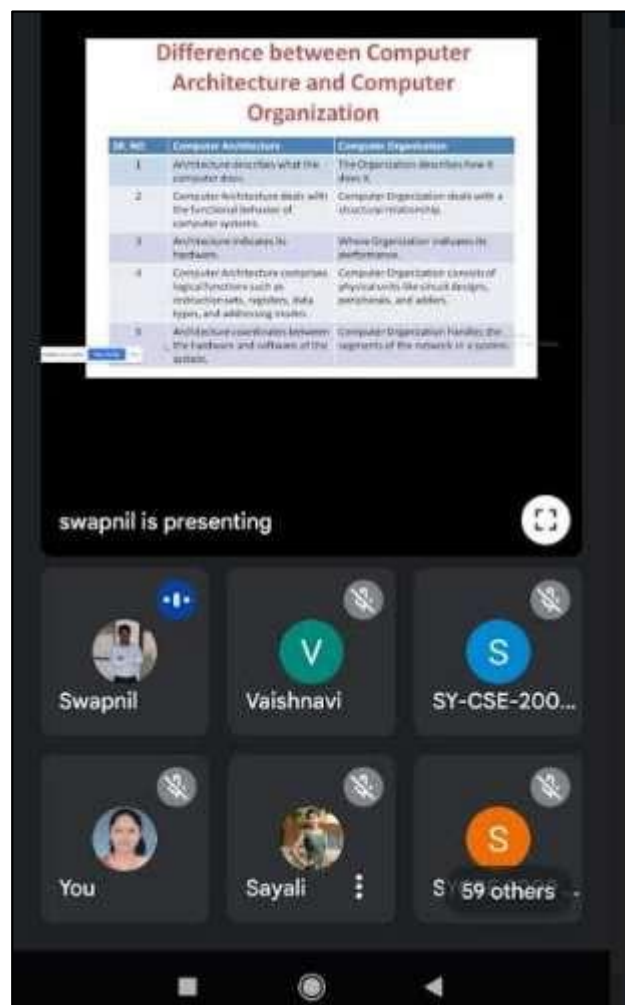 Difference between Computer
Architecture and Computer
Organization
SR. NO. Computer Architecture Computer Organization
1 Architecture describes what the The Organization describes how it
computer does. does it.
2 Computer Architecture deals with Computer Organization deals with a
the functional behavior of structural relationship.
computer systems.
3 Architecture indicates its Where Organization indicates its
hardware. performance.
4 Computer Architecture comprises Computer Organization consists of
logical functions such as physical units like circuit designs,
instruction sets, registers, data peripherals, and adders.
types, and addressing modes.
5 Architecture coordinates between Computer Organization handles the
the hardware and software of the segments of the network in a system.
system.
swapnil is presenting
Swapnil V Vaishnavi S SY-CSE-200...
You Sayali S 59 others